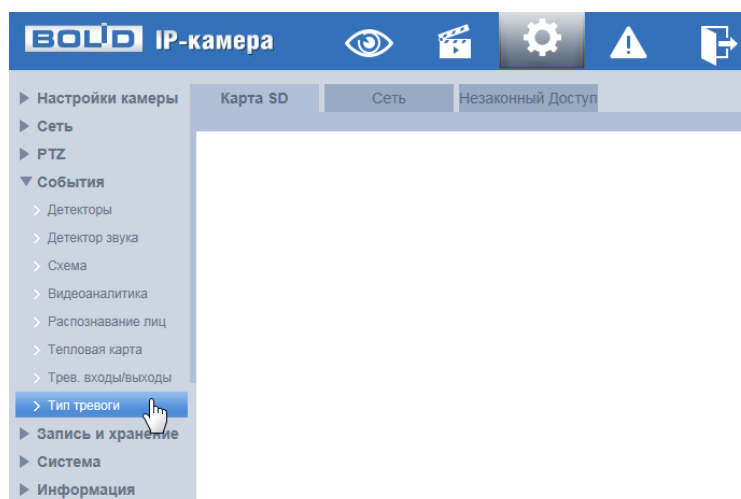 BOLID IP-камера
Настройки камеры
Карта SD
Сеть
Незаконный Доступ
Сеть
PTZ
События
Детекторы
Детектор звука
Схема
Видеоаналитика
Распознавание лиц
Тепловая карта
Трев. входы/выходы
Тип тревоги
Запись и хранение
Система
Информация